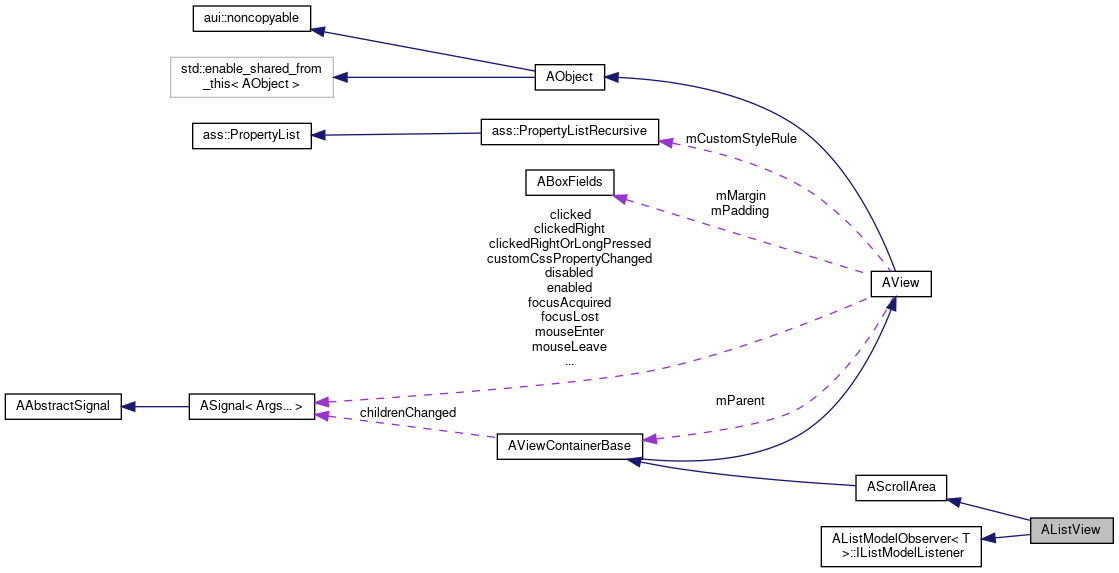 aui::noncopyable
std::enable_shared_from
_this< AObject >
AObject
ass::PropertyList
ass::PropertyListRecursive
mCustomStyleRule
ABoxFields
mMargin
mPadding
clicked
clickedRight
clickedRightOrLongPressed
customCssPropertyChanged
disabled
enabled
focusAcquired
focusLost
mouseEnter
mouseLeave
...
AView
AAbstractSignal
ASignal< Args... >
childrenChanged
mParent
AViewContainerBase
AScrollArea
AListView
AListModelObserver< T
>::IListModelListener